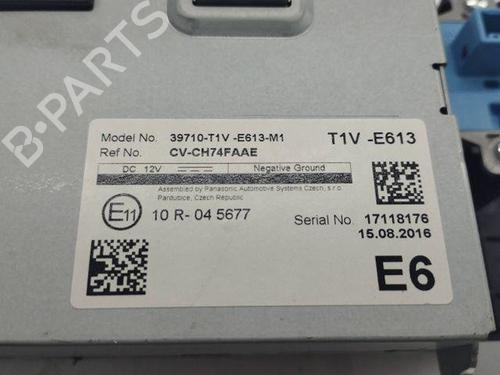 Model No. 39710-T1V -E613-M1 T1V -E613
Ref No. CV-CH74FAAE
DC 12V Negative Ground
Assembled by Panasonic Automotive Systems Czech, s.r.o.
Pardubice, Czech Republic
E11 10 R- 04 5677
Serial No. 17118176
15.08.2016
E6
B-PARTS